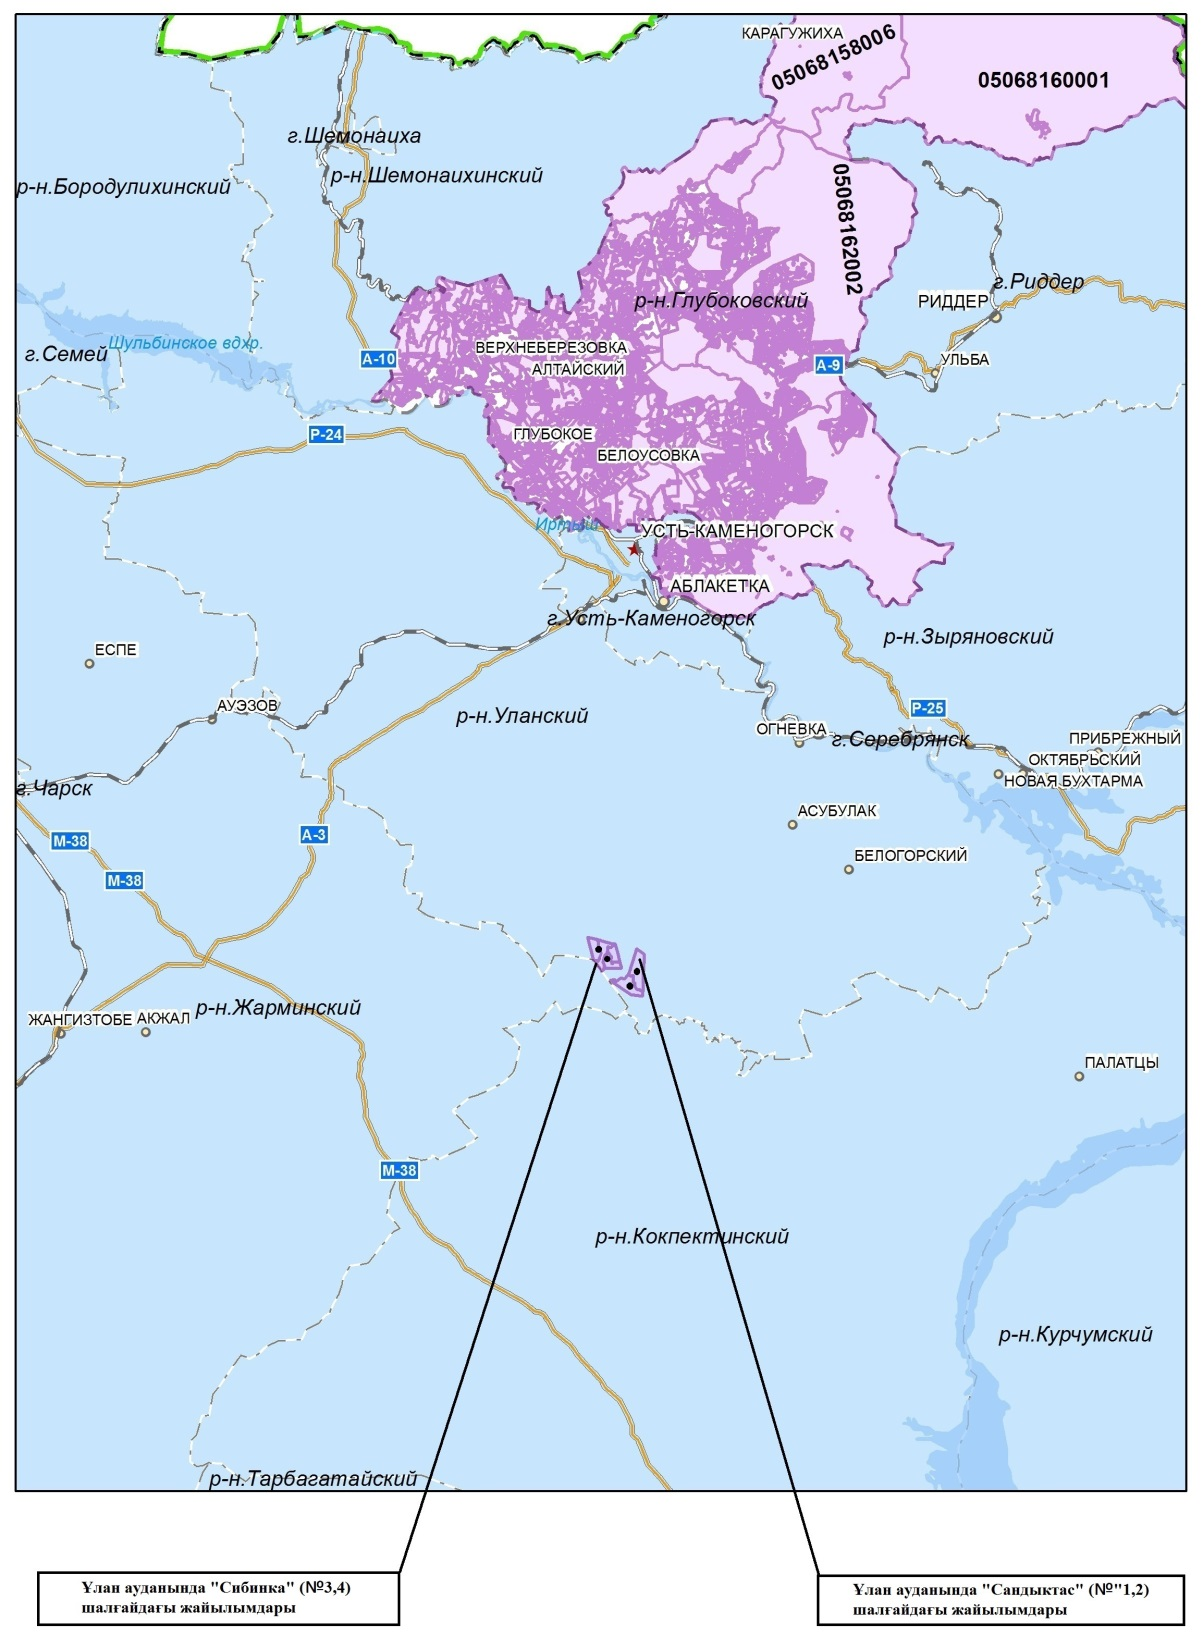 КАРАГУЖИХА
05068158006
05068160001
г.Шемонаиха
р-н.Шемонаихинский
р-н.Бородулихинский
05068162002
г.Риддер
РИДДЕР
р-н.Глубоковский
Шульбинское вдхр.
г.Семей
А-10
ВЕРХНЕБЕРЕЗОВКА
АЛТАЙСКИЙ
А-9
УЛЬБА
Р-24
ГЛУБОКОЕ
БЕЛОУСОВКА
Иртыш
УСТЬ-КАМЕНОГОРСК
АБЛАКЕТКА
г.Усть-Каменогорск
р-н.Зыряновский
ЕСПЕ
АУЭЗОВ
р-н.Уланский
Р-25
ОГНЕВКА
г.Серебрянск
ПРИБРЕЖНЫЙ
ОКТЯБРЬСКИЙ
НОВАЯ БУХТАРМА
г.Чарск
М-38
А-3
АСУБУЛАК
М-38
БЕЛОГОРСКИЙ
р-н.Жарминский
ЖАНГИЗТОБЕ
АКЖАЛ
ПАЛАТЦЫ
М-38
р-н.Кокпектинский
р-н.Курчумский
р-н.Тарбагатайский
Ұлан ауданында "Сибинка" (№3,4)
шалғайдағы жайылымдары
Ұлан ауданында "Сандыктас" (№"1,2)
шалғайдағы жайылымдары